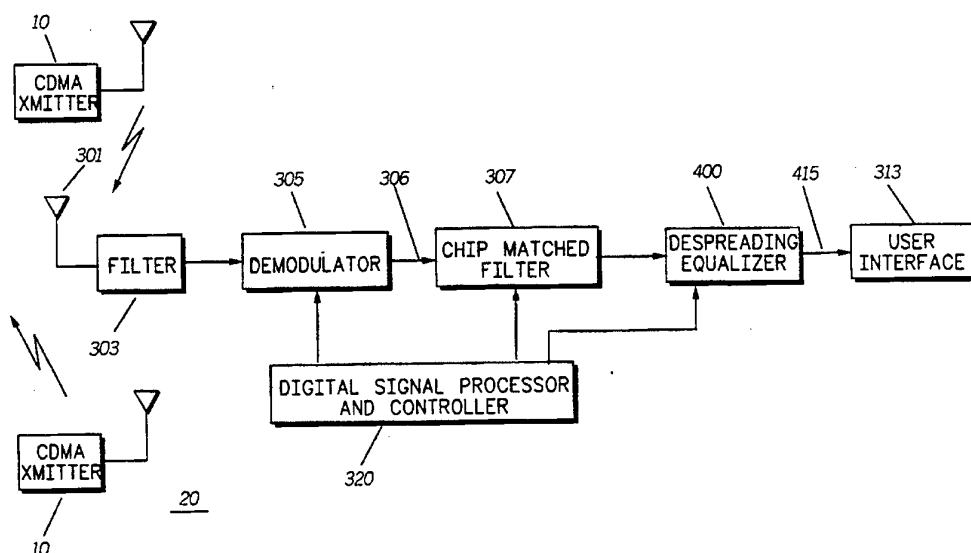 10
CDMA
XMITTER
301
305
306
307
400
415
313
FILTER
DEMODULATOR
CHIP MATCHED
FILTER
DESPREADING
EQUALIZER
USER
INTERFACE
303
DIGITAL SIGNAL PROCESSOR
AND CONTROLLER
320
CDMA
XMITTER
20
10